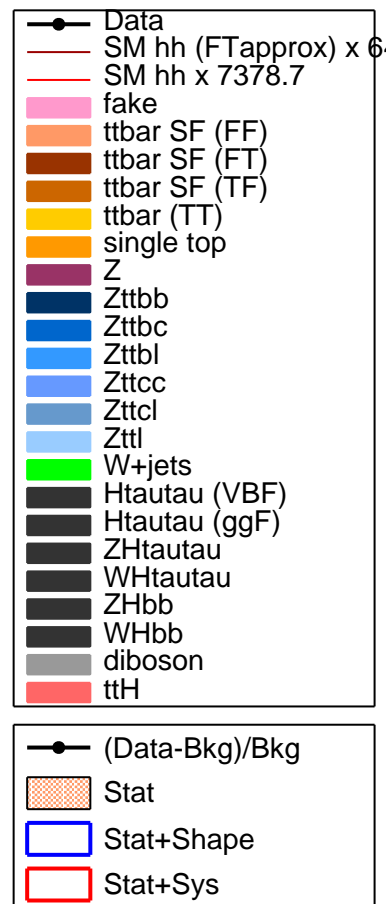 Data
SM hh (FTapprox) x 64
SM hh x 7378.7
fake
ttbar SF (FF)
ttbar SF (FT)
ttbar SF (TF)
ttbar (TT)
single top
Z
Zttbb
Zttbc
Zttbl
Zttcc
Zttcl
Zttl
W+jets
Htautau (VBF)
Htautau (ggF)
ZHtautau
WHtautau
ZHbb
WHbb
diboson
ttH
(Data-Bkg)/Bkg
Stat
Stat+Shape
Stat+Sys